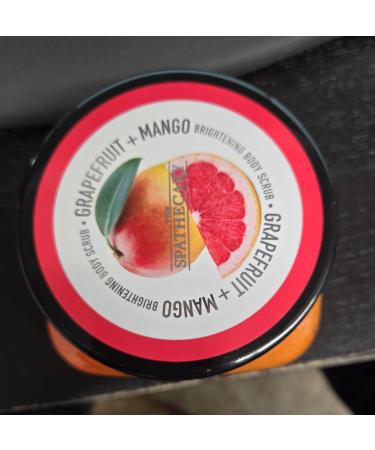 GRAPEFRUIT + MANGO BRIGHTENING BODY SCRUB •
GRAPEFRUIT + MANGO BRIGHTENING BODY SCRUB •
THE
SPATHECARY